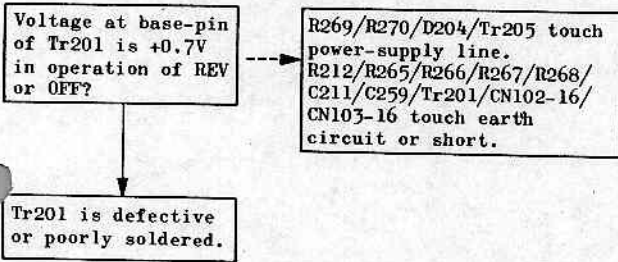 Voltage at base-pin
of Tr201 is +0.7V
in operation of REV
or OFF?
R269/R270/D204/Tr205 touch
power-supply line.
R212/R265/R266/R267/R268/
C211/C259/Tr201/CN102-16/
CN103-16 touch earth
circuit or short.
Tr201 is defective
or poorly soldered.